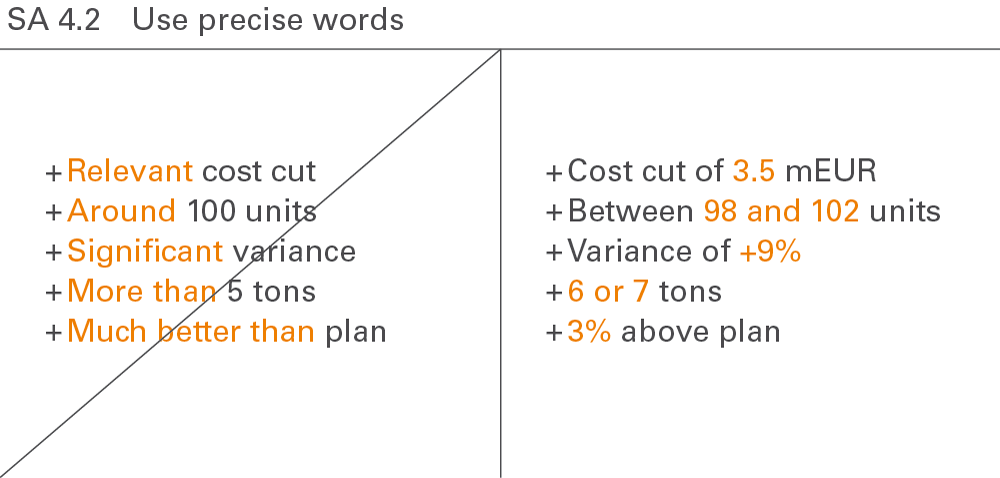 SA 4.2 Use precise words
+Relevant cost cut
+Around 100 units
+Significant variance
+More than 5 tons
+Much better than plan
+Cost cut of 3.5 mEUR
+Between 98 and 102 units
+Variance of +9%
+6 or 7 tons
+3% above plan